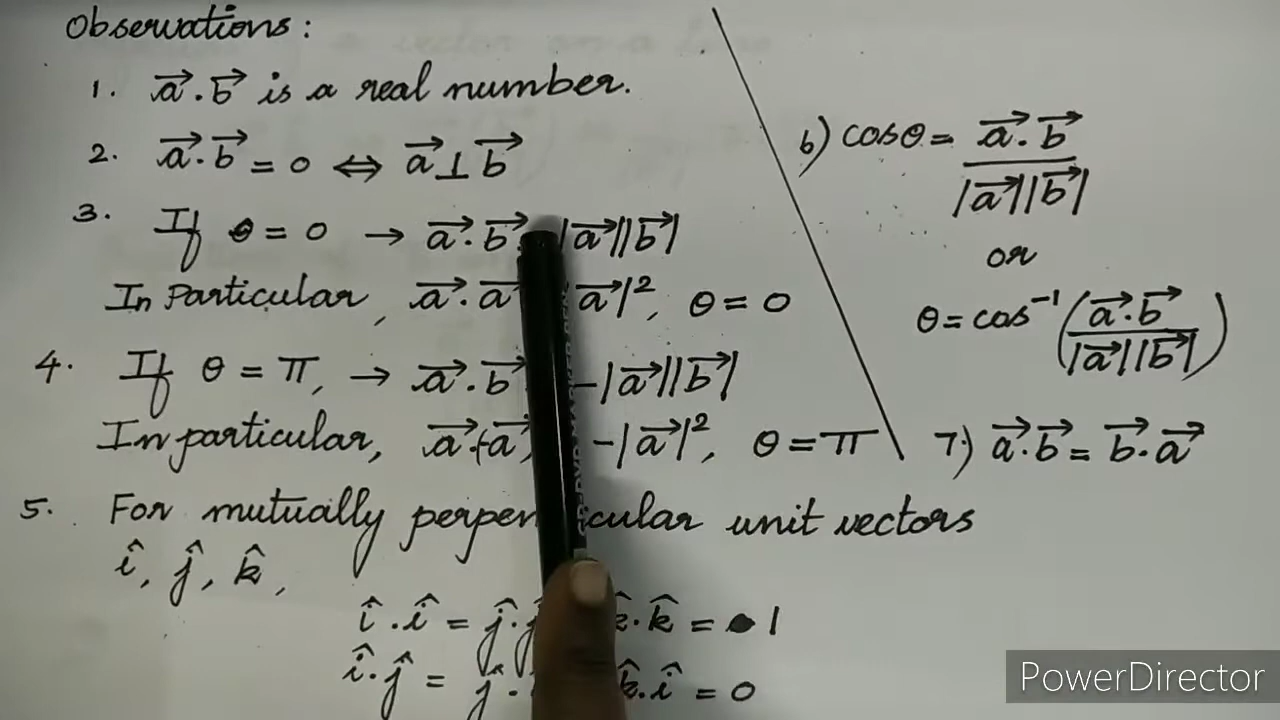 Observations:
1. a⃗.b⃗ is a real number.
2. a⃗.b⃗ = 0 ⇔ a⃗ ⊥ b⃗
3. If θ = 0 → a⃗.b⃗ |a⃗||b⃗|
In Particular, a⃗.a⃗ a⃗|², θ = 0
4. If θ = π, → a⃗.b⃗ -|a⃗||b⃗|
In particular, a⃗.(-a⃗) -|a⃗|², θ = π
5. For mutually perpen cular unit vectors
î, ĵ, k̂,
î.î = ĵ.ĵ k̂.k̂ = 1
î.ĵ = ĵ. k̂.î = 0
6) cosθ = a⃗.b⃗ / |a⃗||b⃗|
or
θ = cos⁻¹ (a⃗.b⃗ / |a⃗||b⃗|)
7) a⃗.b⃗ = b⃗.a⃗
PowerDirector